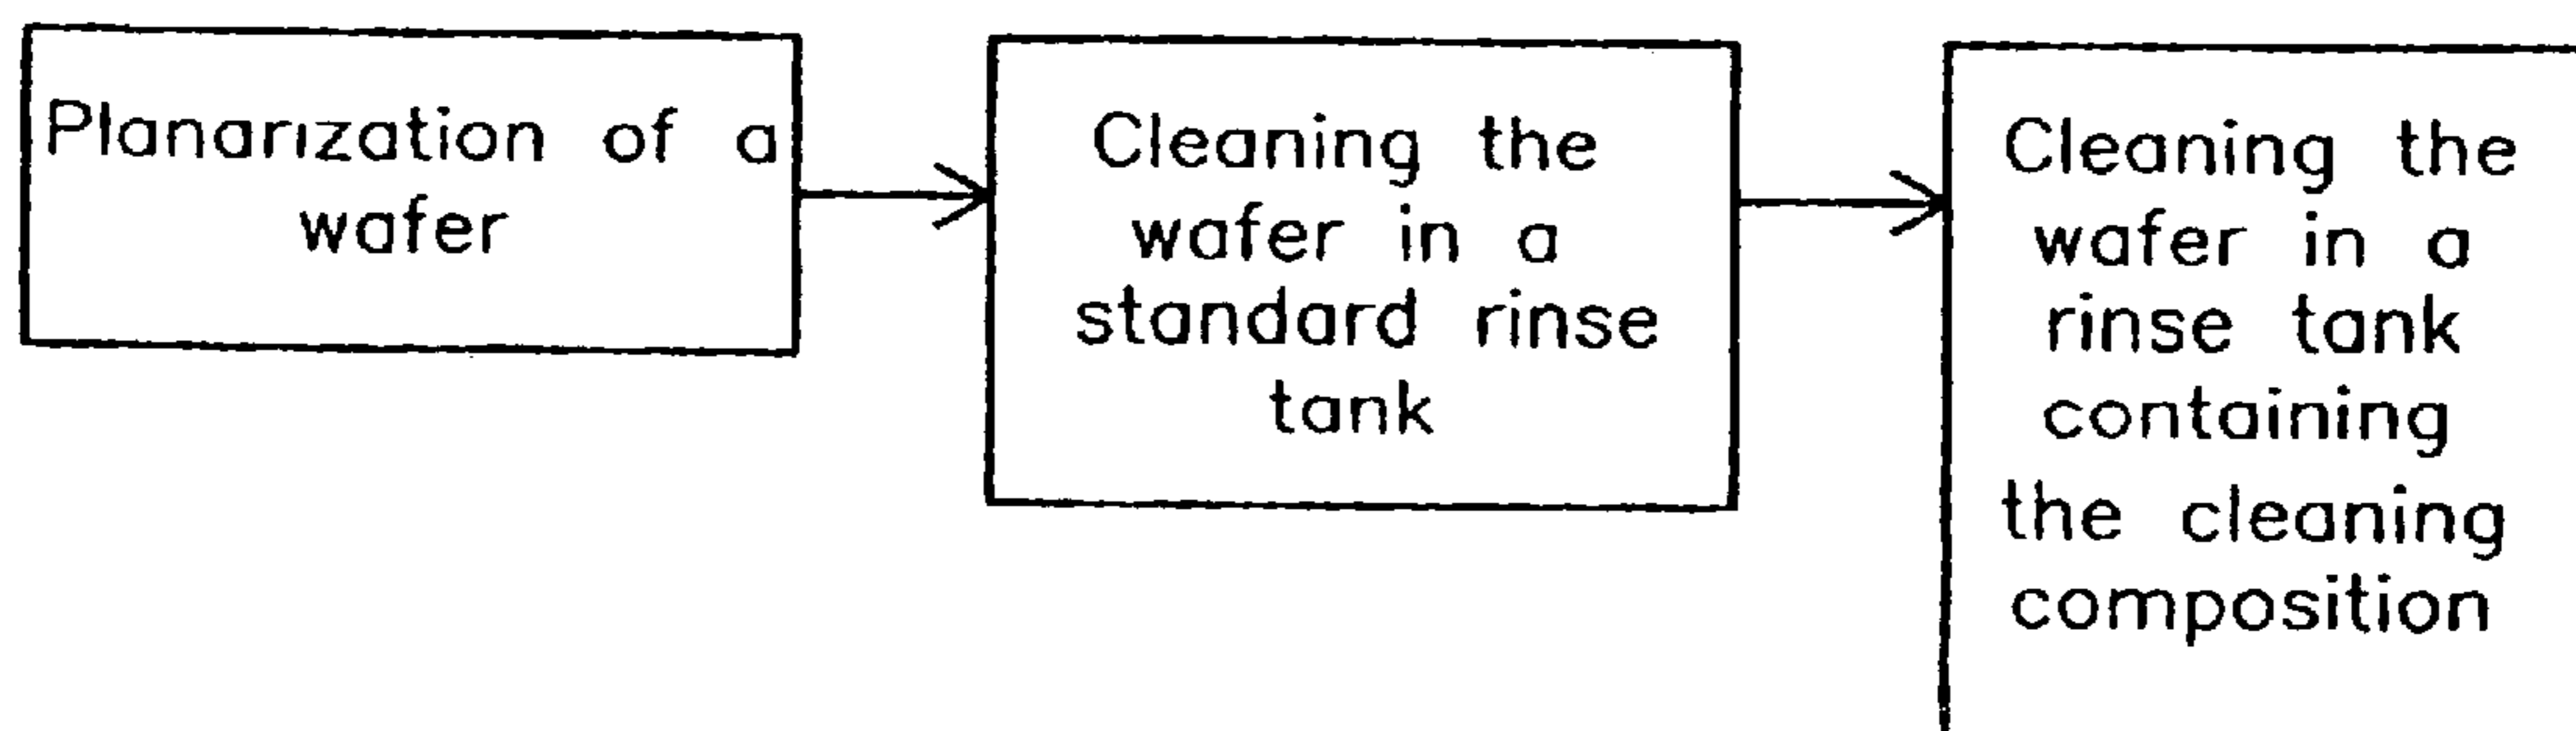 Planarization of a
wafer
Cleaning the
wafer in a
standard rinse
tank
Cleaning the
wafer in a
rinse tank
containing
the cleaning
composition